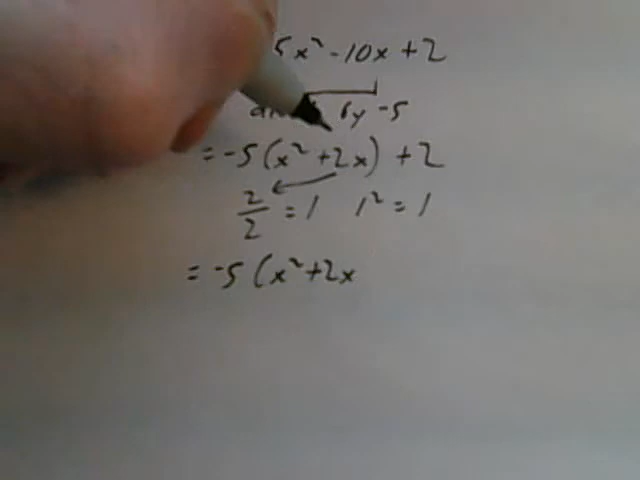 5x² - 10x + 2
by -5
= -5(x² + 2x) + 2
2/2 = 1 1² = 1
= -5(x² + 2x